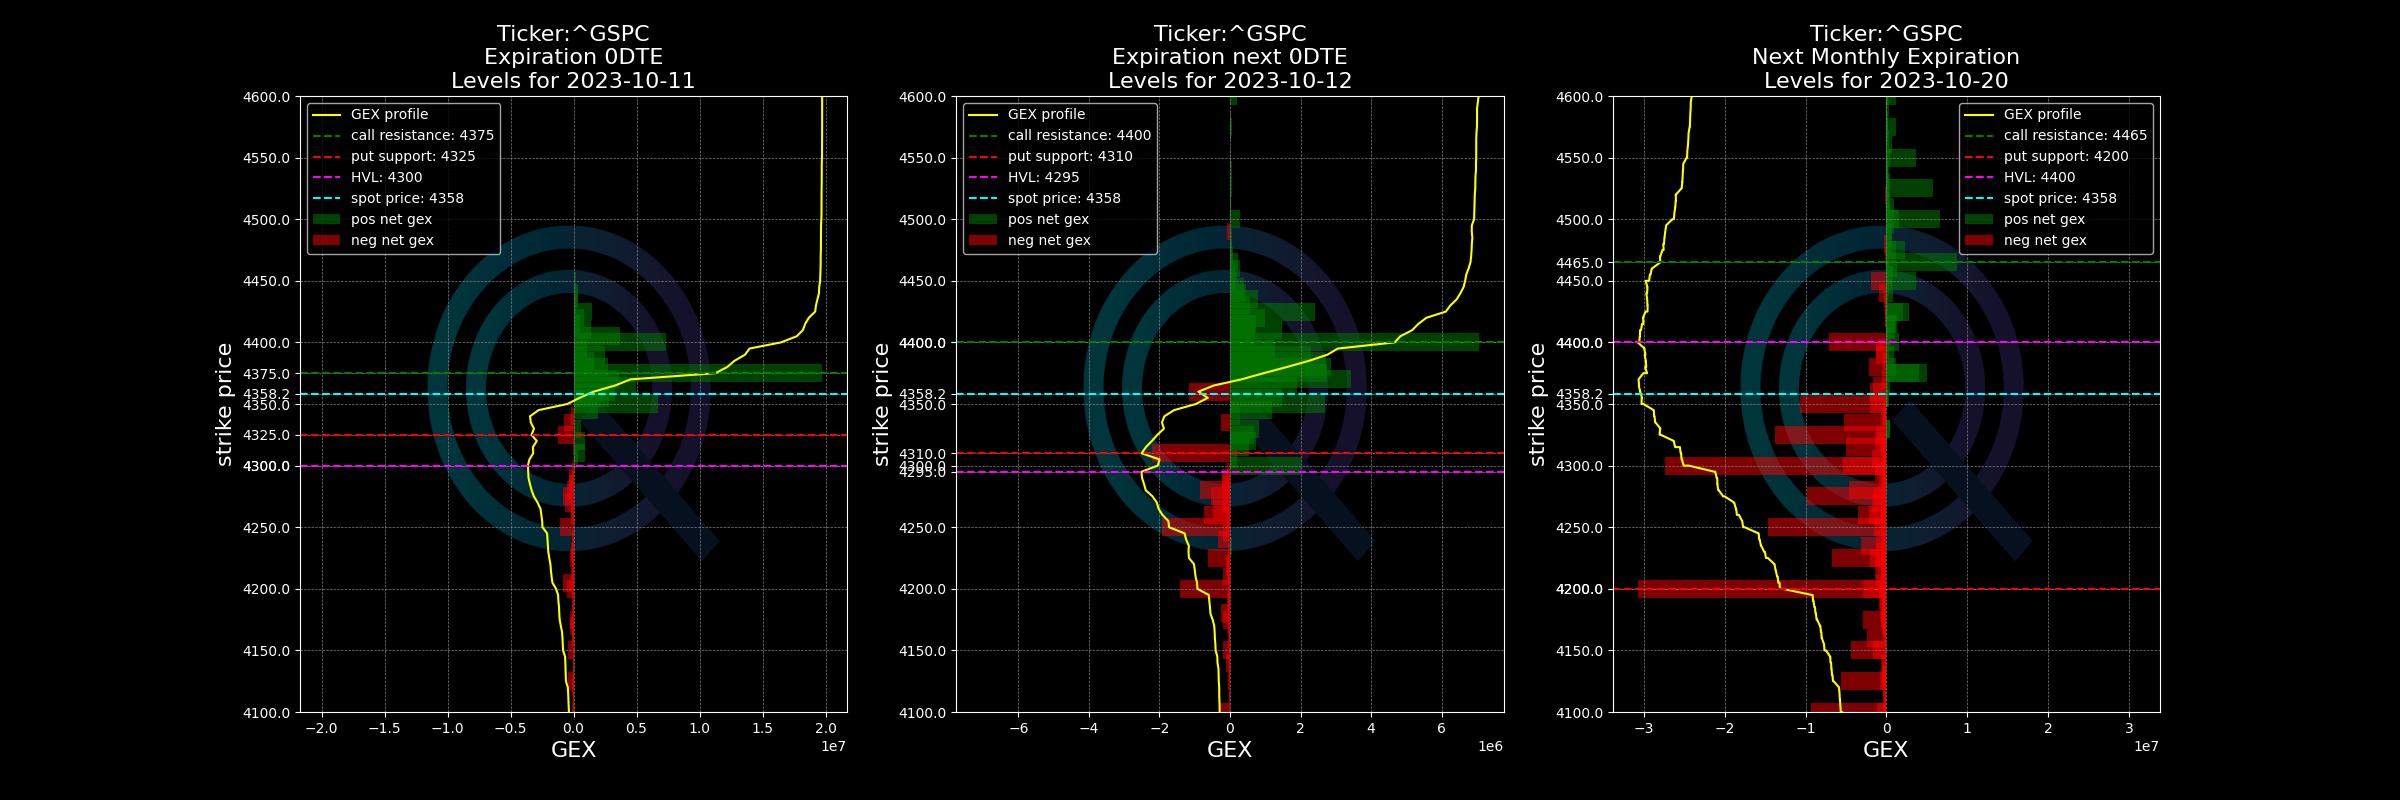 Ticker:^GSPC
Expiration 0DTE
Levels for 2023-10-11
4600.0
4550.0
4500.0
4450.0
4400.0
4375.0
4358.2
4350.0
4325.0
4300.0
4250.0
4200.0
4150.0
4100.0
strike price
GEX profile
call resistance: 4375
put support: 4325
HVL: 4300
spot price: 4358
pos net gex
neg net gex
−2.0 −1.5 −1.0 −0.5 0.0 0.5 1.0 1.5 2.0
1e7
GEX
Ticker:^GSPC
Expiration next 0DTE
Levels for 2023-10-12
4600.0
4550.0
4500.0
4450.0
4400.0
4358.2
4350.0
4310.0
4300.0
4295.0
4250.0
4200.0
4150.0
4100.0
strike price
GEX profile
call resistance: 4400
put support: 4310
HVL: 4295
spot price: 4358
pos net gex
neg net gex
−6 −4 −2 0 2 4 6
1e6
GEX
Ticker:^GSPC
Next Monthly Expiration
Levels for 2023-10-20
4600.0
4550.0
4500.0
4465.0
4450.0
4400.0
4358.2
4350.0
4300.0
4250.0
4200.0
4150.0
4100.0
strike price
GEX profile
call resistance: 4465
put support: 4200
HVL: 4400
spot price: 4358
pos net gex
neg net gex
−3 −2 −1 0 1 2 3
1e7
GEX